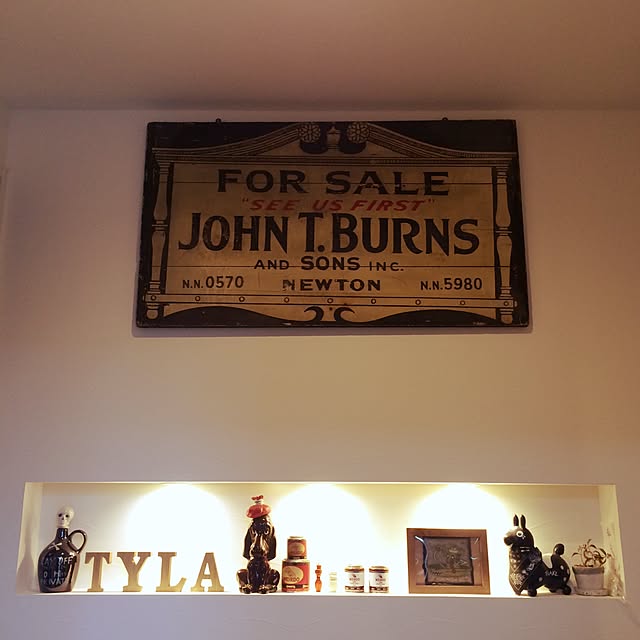 FOR SALE
"SEE US FIRST"
JOHN T. BURNS
AND SONS INC.
N.N. 0570 NEWTON N.N. 5980
TYLA